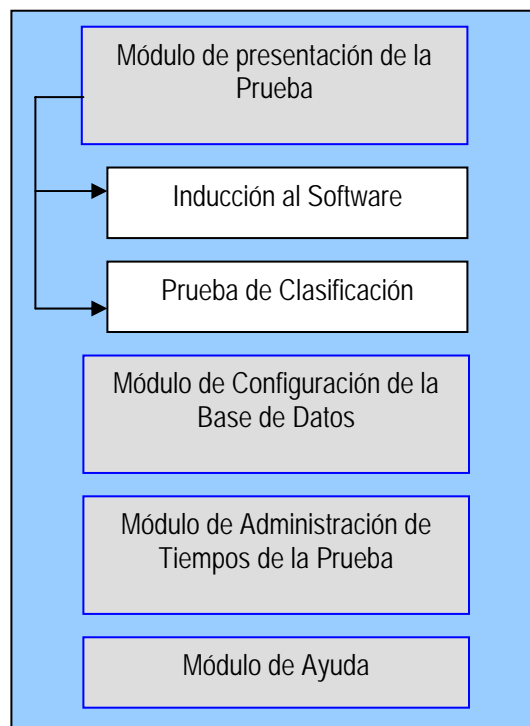 Módulo de presentación de la
Prueba
Inducción al Software
Prueba de Clasificación
Módulo de Configuración de la
Base de Datos
Módulo de Administración de
Tiempos de la Prueba
Módulo de Ayuda